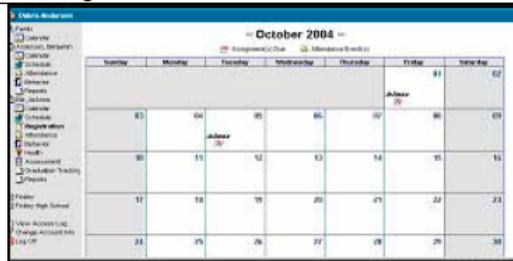 Debra Anderson
Family
Calendar
Anderson, Benjamin
Calendar
Schedule
Attendance
Behavior
Reports
Calendar
Schedule
Registration
Attendance
Behavior
Health
Assessment
Graduation Tracking
Reports
Fridley
Fridley High School
View Access Log
Change Account Info
Log Off
October 2004
Assignment(s) Due Attendance Event(s)
Sunday Monday Tuesday Wednesday Thursday Friday Saturday
01 02
03 04 05 06 07 08 09
10 11 12 13 14 15 16
17 18 19 20 21 22 23
24 25 26 27 28 29 30